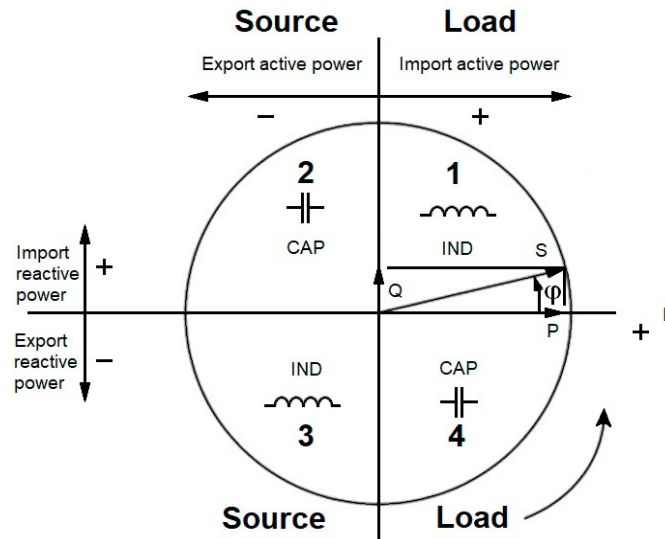 Source Load
Export active power Import active power
− +
2 1
CAP IND S
Import
reactive
power
+
Q φ
P
+
Export
reactive
power
−
IND CAP
3 4
Source Load